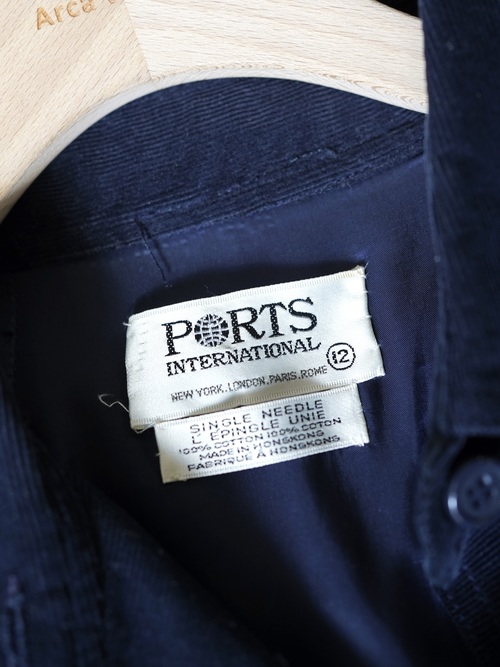 Arca
PORTS
INTERNATIONAL 12
NEW YORK.LONDON.PARIS.ROME
SINGLE NEEDLE
L'EPINGLE UNIE
100% COTTON 100% COTON
MADE IN HONGKONG
FABRIQUE À HONGKONG